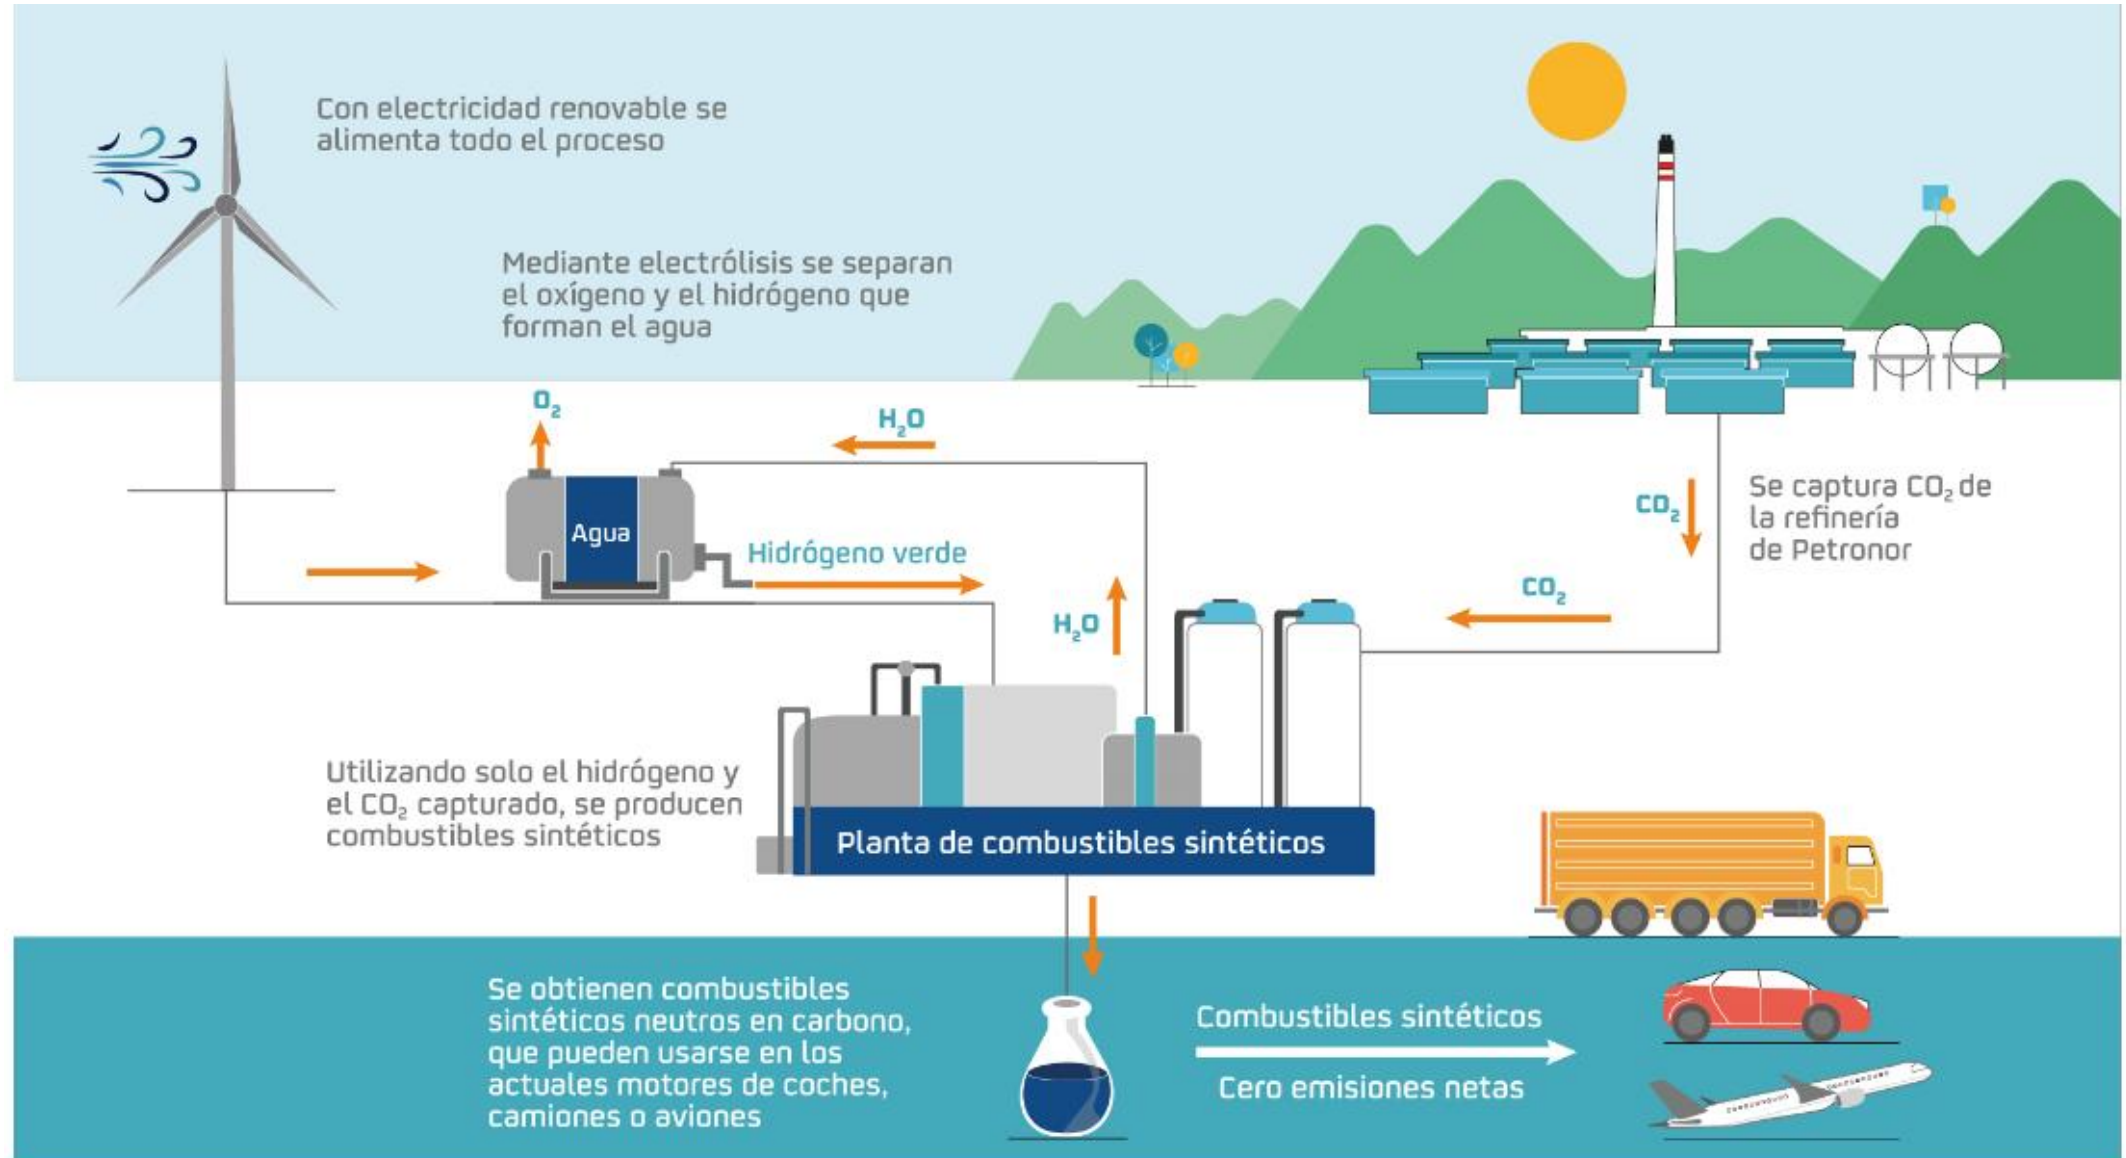 Con electricidad renovable se
alimenta todo el proceso
Mediante electrólisis se separan
el oxígeno y el hidrógeno que
forman el agua
O₂
H₂O
Agua
Hidrógeno verde
H₂O
CO₂
Se captura CO₂ de
la refinería
de Petronor
CO₂
Utilizando solo el hidrógeno y
el CO₂ capturado, se producen
combustibles sintéticos
Planta de combustibles sintéticos
Se obtienen combustibles
sintéticos neutros en carbono,
que pueden usarse en los
actuales motores de coches,
camiones o aviones
Combustibles sintéticos
Cero emisiones netas